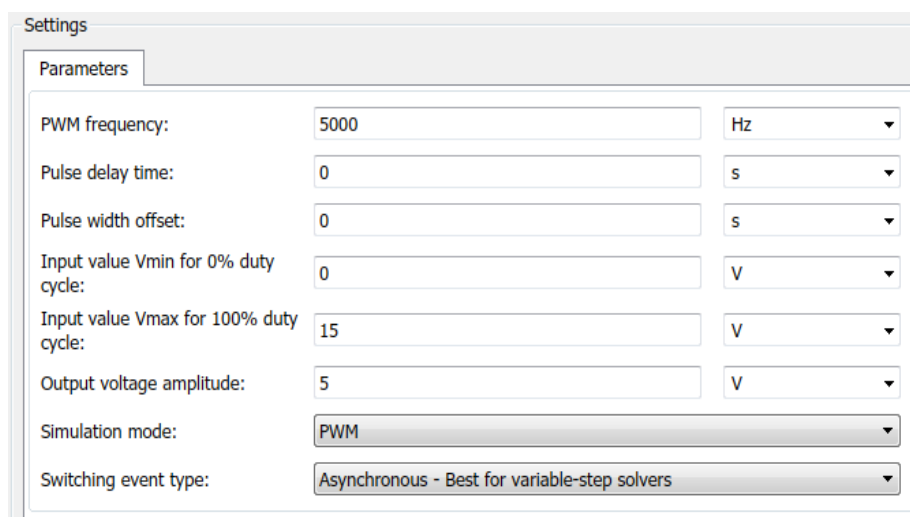 Settings
Parameters
PWM frequency: 5000 Hz
Pulse delay time: 0 s
Pulse width offset: 0 s
Input value Vmin for 0% duty
cycle: 0 V
Input value Vmax for 100% duty
cycle: 15 V
Output voltage amplitude: 5 V
Simulation mode: PWM
Switching event type: Asynchronous - Best for variable-step solvers